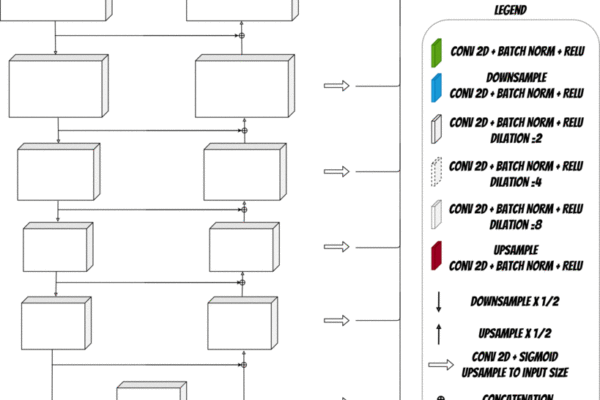 LEGEND
CONV 2D + BATCH NORM + RELU
DOWNSAMPLE
CONV 2D + BATCH NORM + RELU
CONV 2D + BATCH NORM + RELU
DILATION =2
CONV 2D + BATCH NORM + RELU
DILATION =4
CONV 2D + BATCH NORM + RELU
DILATION =8
UPSAMPLE
CONV 2D + BATCH NORM + RELU
DOWNSAMPLE X 1/2
UPSAMPLE X 1/2
CONV 2D + SIGMOID
UPSAMPLE TO INPUT SIZE
CONCATENATION